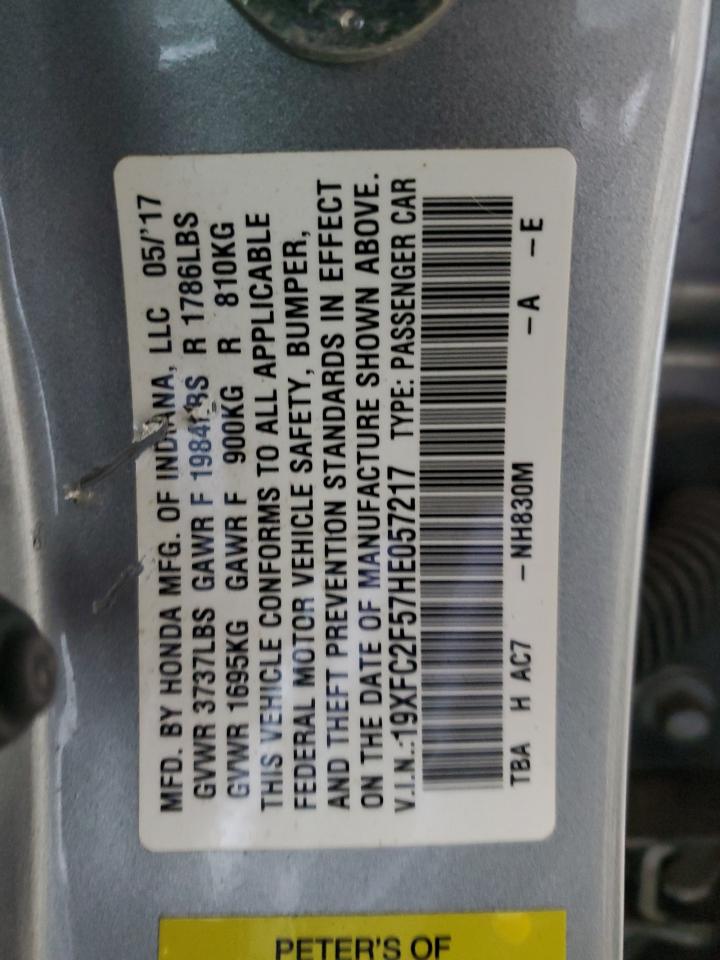 MFD. BY HONDA MFG. OF INDIANA, LLC 05/'17
GVWR 3737LBS GAWR F 1984LBS R 1786LBS
GVWR 1695KG GAWR F 900KG R 810KG
THIS VEHICLE CONFORMS TO ALL APPLICABLE
FEDERAL MOTOR VEHICLE SAFETY, BUMPER,
AND THEFT PREVENTION STANDARDS IN EFFECT
ON THE DATE OF MANUFACTURE SHOWN ABOVE.
V.I.N.:19XFC2F57HE057217 TYPE: PASSENGER CAR
TBA H AC7 -NH830M -A -E
PETER'S OF